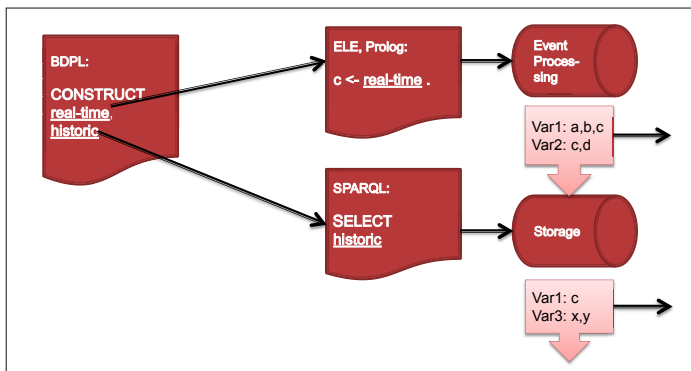 BDPL:
CONSTRUCT
real-time,
historic
ELE, Prolog:
c <- real-time .
Event
Proces-
sing
Var1: a,b,c
Var2: c,d
SPARQL:
SELECT
historic
Storage
Var1: c
Var3: x,y